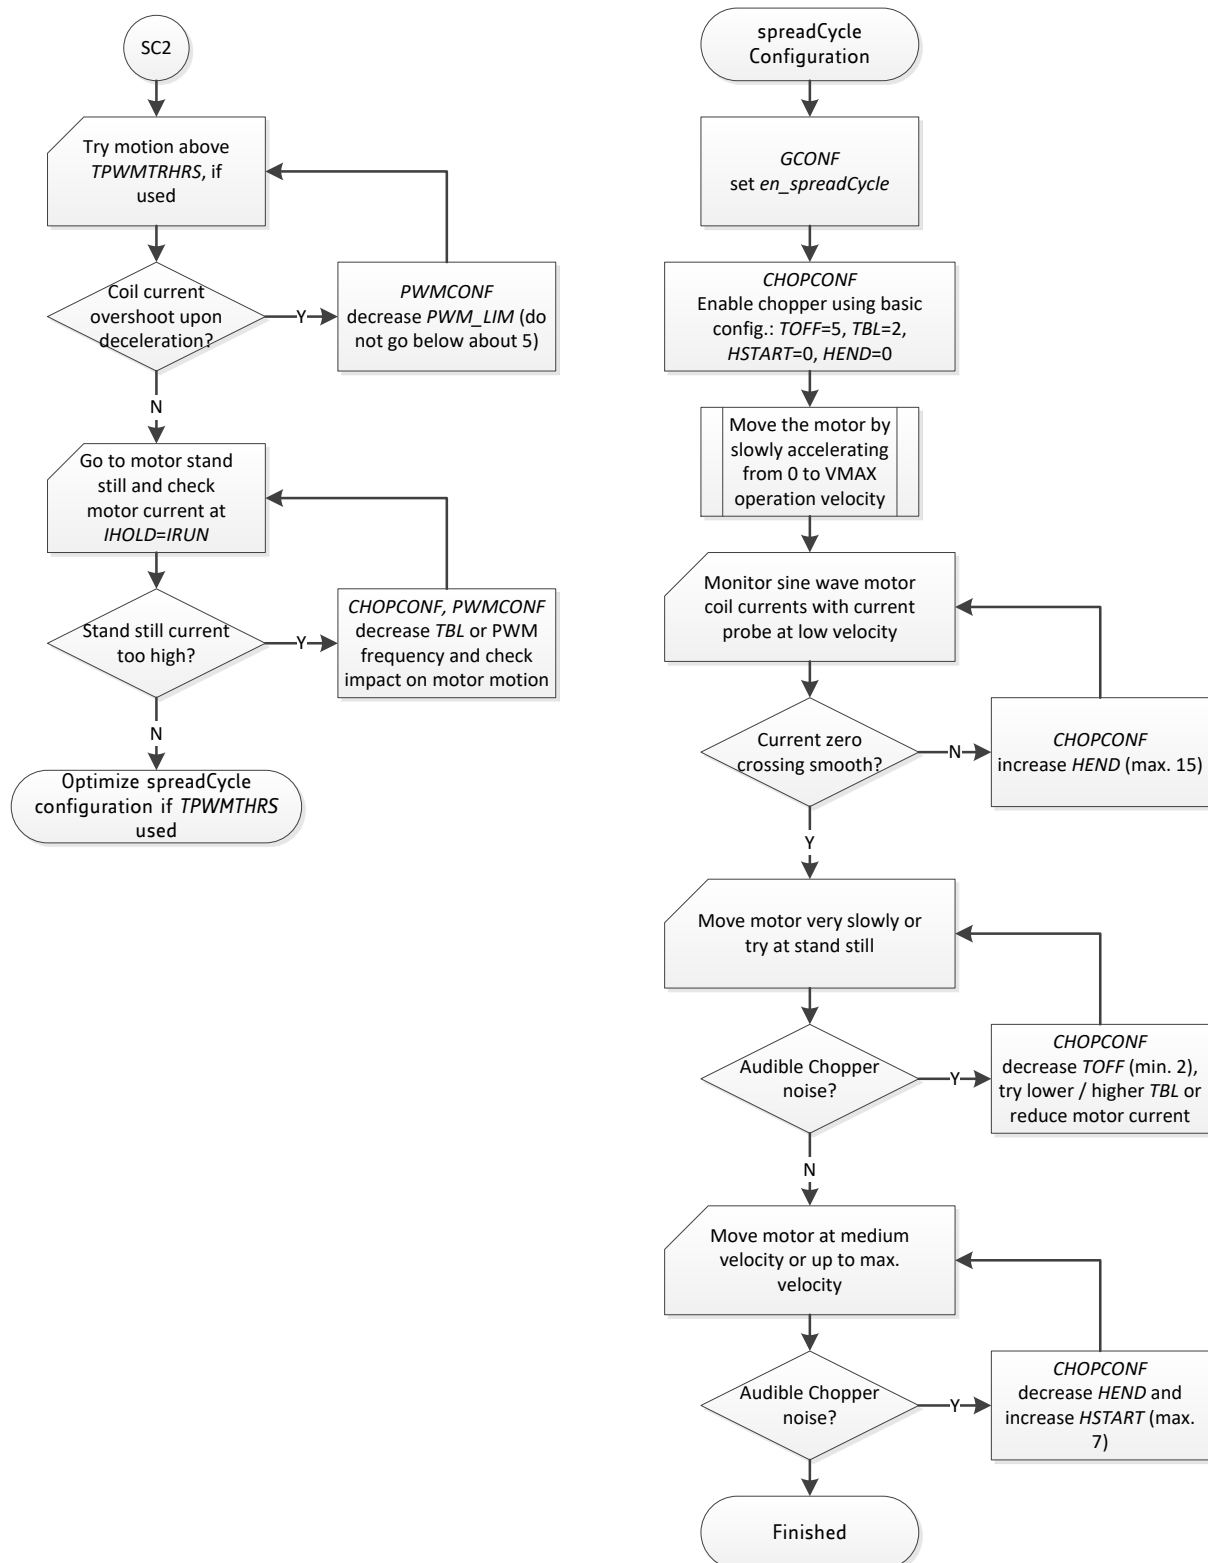 SC2
Try motion above
TPWMTRHRS, if
used
Coil current
overshoot upon
deceleration?
Y
PWMCONF
decrease PWM_LIM (do
not go below about 5)
N
Go to motor stand
still and check
motor current at
IHOLD=IRUN
Stand still current
too high?
Y
CHOPCONF, PWMCONF
decrease TBL or PWM
frequency and check
impact on motor motion
N
Optimize spreadCycle
configuration if TPWMTHRS
used
spreadCycle
Configuration
GCONF
set en_spreadCycle
CHOPCONF
Enable chopper using basic
config.: TOFF=5, TBL=2,
HSTART=0, HEND=0
Move the motor by
slowly accelerating
from 0 to VMAX
operation velocity
Monitor sine wave motor
coil currents with current
probe at low velocity
Current zero
crossing smooth?
N
CHOPCONF
increase HEND (max. 15)
Y
Move motor very slowly or
try at stand still
Audible Chopper
noise?
Y
CHOPCONF
decrease TOFF (min. 2),
try lower / higher TBL or
reduce motor current
N
Move motor at medium
velocity or up to max.
velocity
Audible Chopper
noise?
Y
CHOPCONF
decrease HEND and
increase HSTART (max.
7)
Finished